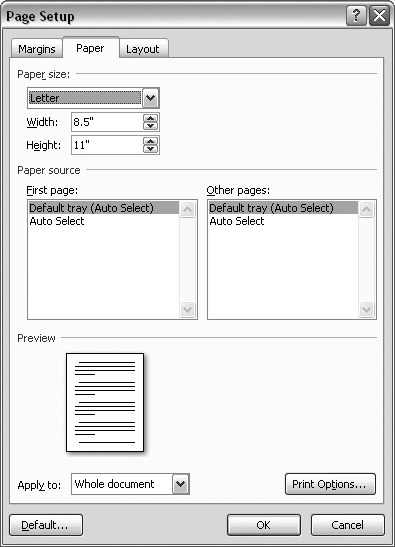 Page Setup
Margins Paper Layout
Paper size:
Letter
Width: 8.5"
Height: 11"
Paper source
First page: Other pages:
Default tray (Auto Select) Default tray (Auto Select)
Auto Select Auto Select
Preview
Apply to: Whole document Print Options...
Default... OK Cancel